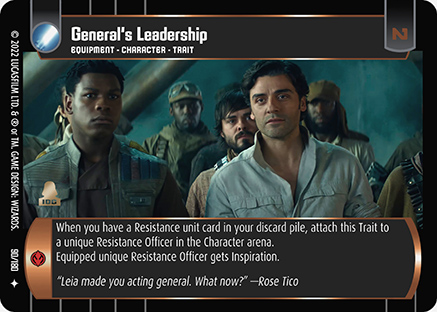 General's Leadership
EQUIPMENT - CHARACTER - TRAIT
N
© 2022 LUCASFILM LTD. & ® or TM. GAME DESIGN: WIZARDS.
When you have a Resistance unit card in your discard pile, attach this Trait to
a unique Resistance Officer in the Character arena.
Equipped unique Resistance Officer gets Inspiration.
"Leia made you acting general. What now?" —Rose Tico
90/180